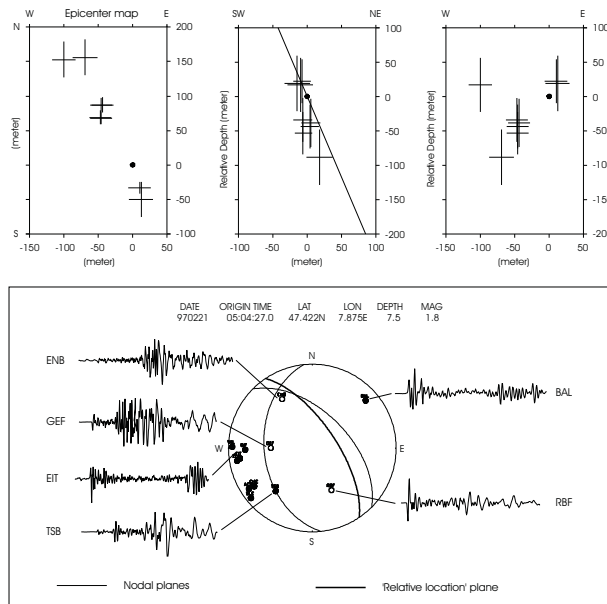 W Epicenter map E
N
S
(meter)
200
150
100
50
0
-50
-100
-150 -100 -50 0 50
(meter)
SW NE
Relative Depth (meter)
100
50
0
-50
-100
-150
-200
-100 -50 0 50 100
(meter)
W E
Relative Depth (meter)
100
50
0
-50
-100
-150
-200
-150 -100 -50 0 50
(meter)
DATE ORIGIN TIME LAT LON DEPTH MAG
970221 05:04:27.0 47.422N 7.875E 7.5 1.8
ENB
GEF
EIT
TSB
N
W
E
S
BAL
RBF
Nodal planes
'Relative location' plane